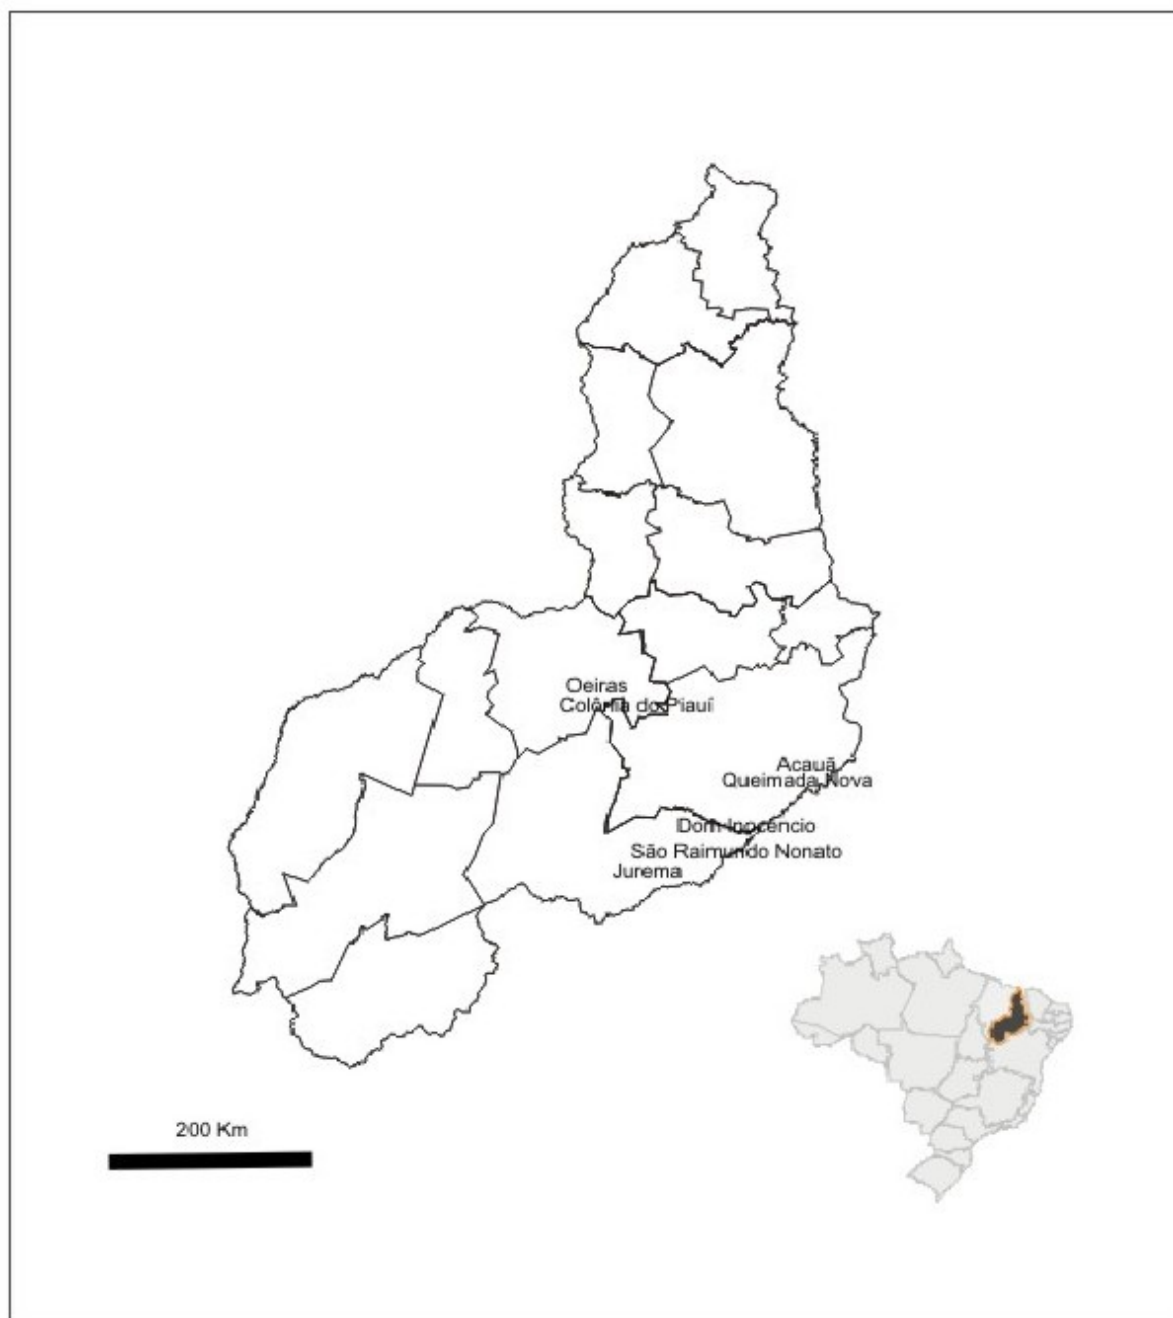 Oeiras
Colônia do Piauí
Acauã
Queimada Nova
Dom Inocêncio
São Raimundo Nonato
Jurema
200 Km